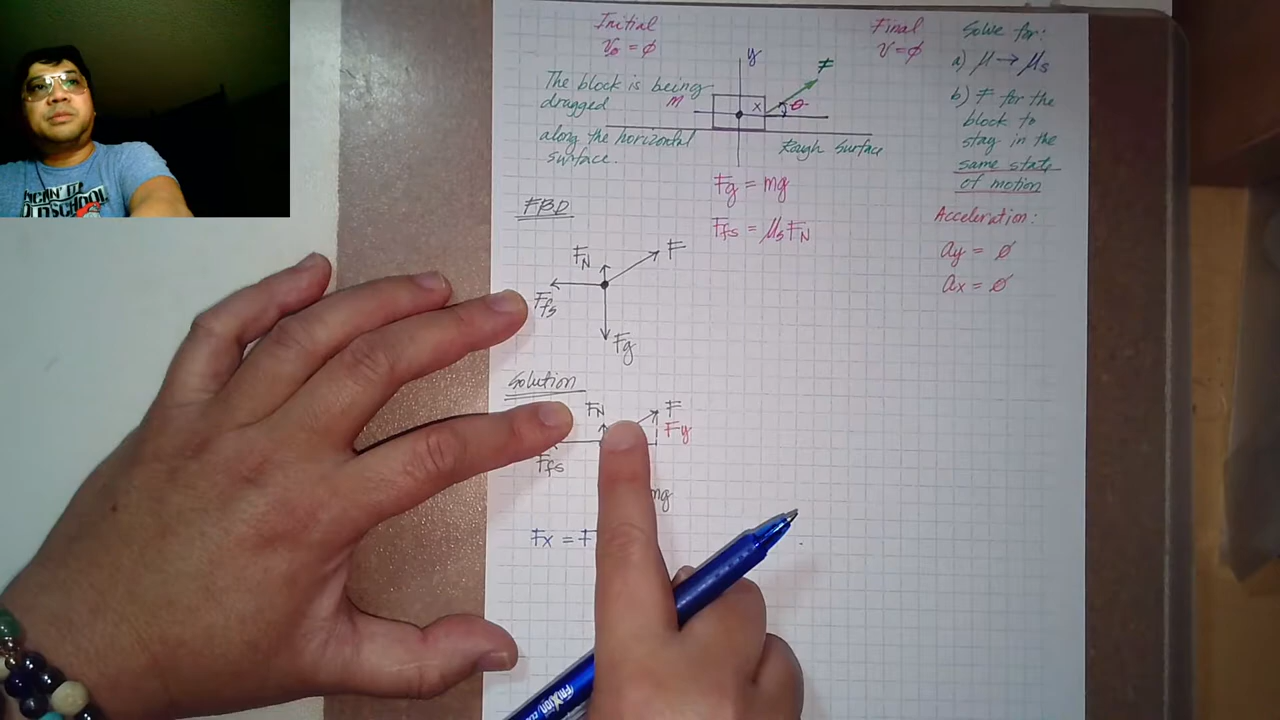 Initial
v₀ = ∅
Final
v = ∅
Solve for:
a) μ → μs
b) F for the
block to
stay in the
same state
of motion
The block is being
dragged
along the horizontal
surface.
y
F
m
x
θ
Rough Surface
Fg = mg
Ffs = μs FN
Acceleration:
ay = ∅
ax = ∅
FBD
FN
F
Ffs
Fg
Solution
FN
F
Fy
Ffs
mg
Fx = F
OLDSCHOOL
FRIXION